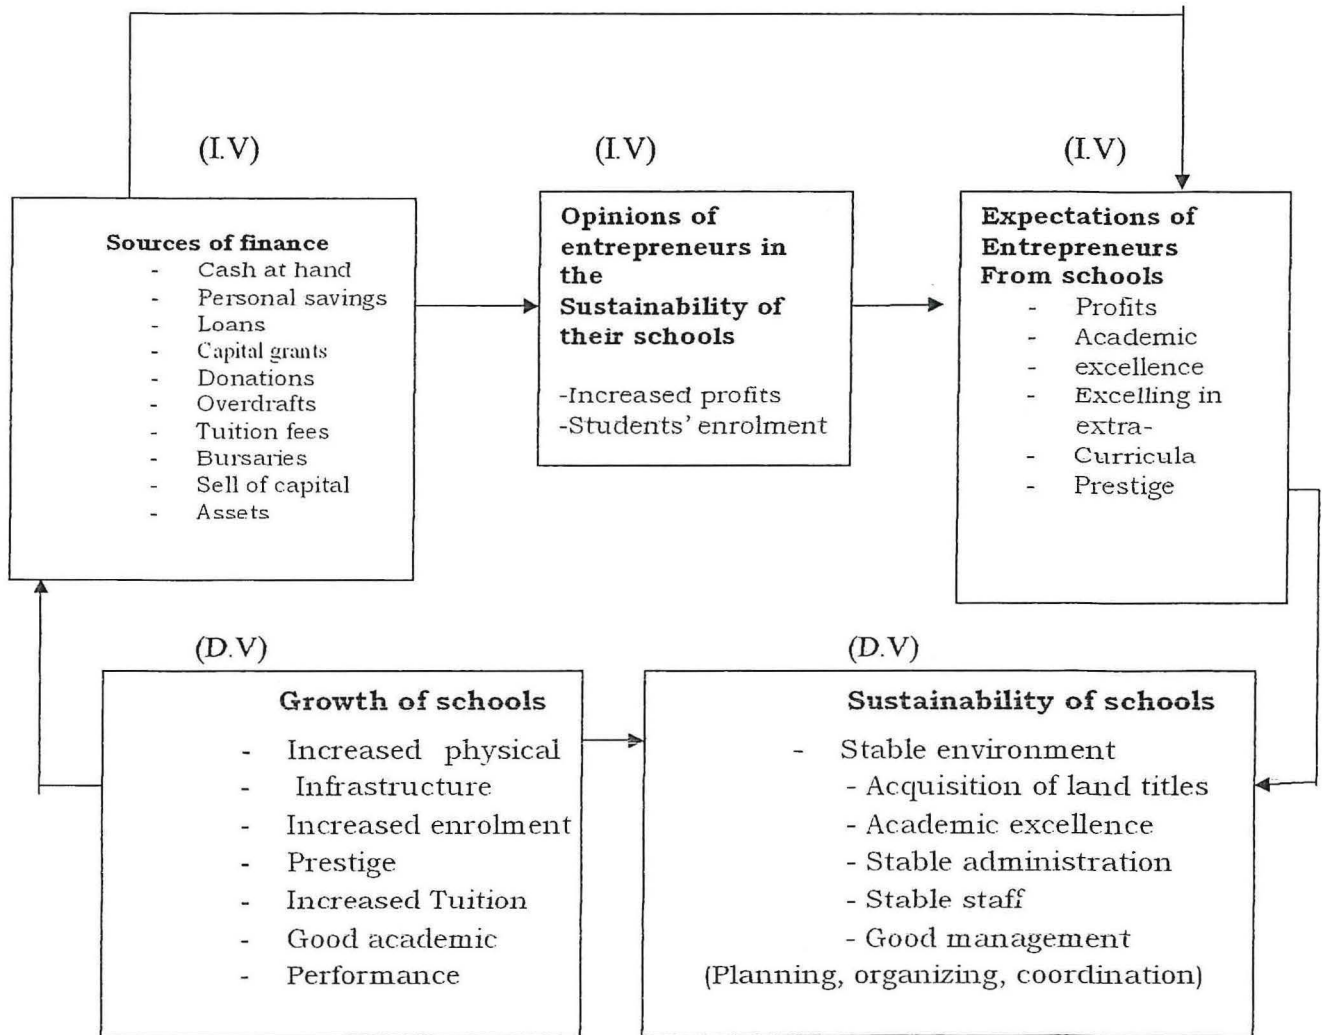 (I.V)
(I.V)
(I.V)
Sources of finance
- Cash at hand
- Personal savings
- Loans
- Capital grants
- Donations
- Overdrafts
- Tuition fees
- Bursaries
- Sell of capital
- Assets
Opinions of
entrepreneurs in
the
Sustainability of
their schools
-Increased profits
-Students' enrolment
Expectations of
Entrepreneurs
From schools
- Profits
- Academic
- excellence
- Excelling in
extra-
- Curricula
- Prestige
(D.V)
(D.V)
Growth of schools
- Increased physical
- Infrastructure
- Increased enrolment
- Prestige
- Increased Tuition
- Good academic
- Performance
Sustainability of schools
- Stable environment
- Acquisition of land titles
- Academic excellence
- Stable administration
- Stable staff
- Good management
(Planning, organizing, coordination)